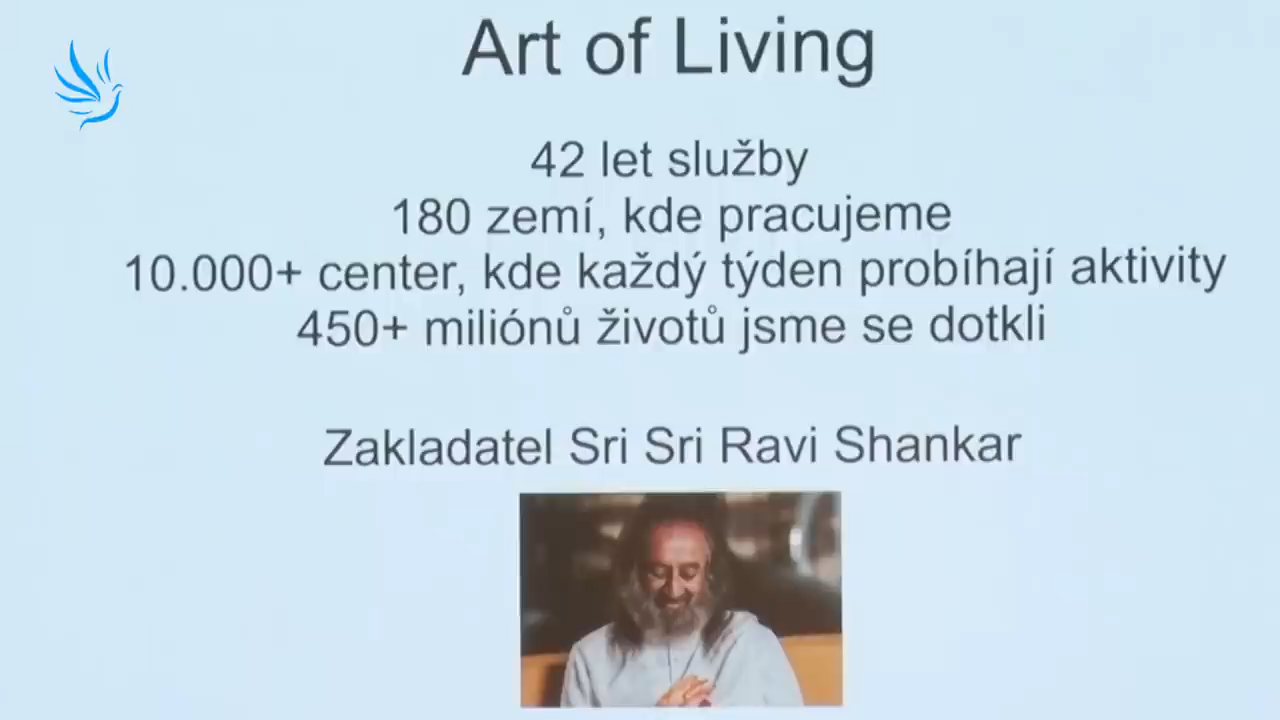 Art of Living
42 let služby
180 zemí, kde pracujeme
10.000+ center, kde každý týden probíhají aktivity
450+ miliónů životů jsme se dotkli
Zakladatel Sri Sri Ravi Shankar